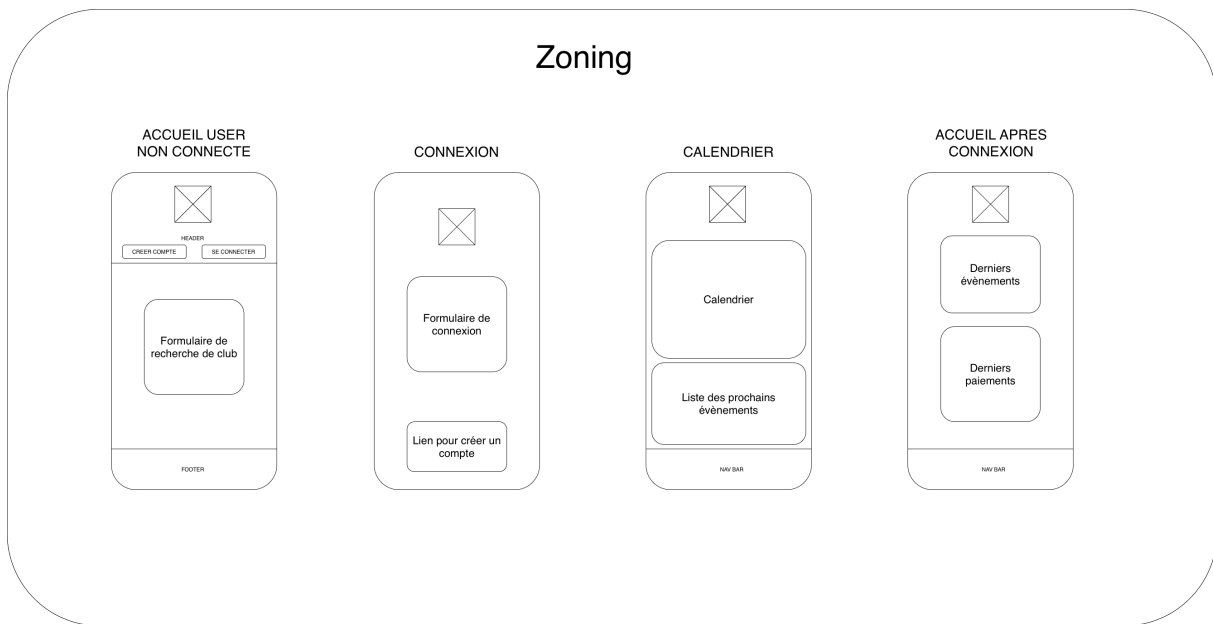 Zoning
ACCUEIL USER
NON CONNECTE
HEADER
CREER COMPTE
SE CONNECTER
Formulaire de
recherche de club
FOOTER
CONNEXION
Formulaire de
connexion
Lien pour créer un
compte
CALENDRIER
Calendrier
Liste des prochains
évènements
NAV BAR
ACCUEIL APRES
CONNEXION
Derniers
évènements
Derniers
paiements
NAV BAR